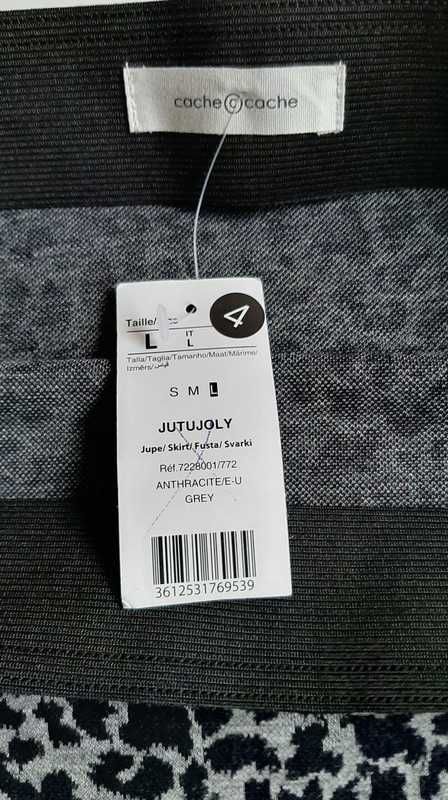 cache c cache
4
Taille/
IT
L L
Talla/Taglia/Tamanho/Maat/Mărime/
Izmērs/قياس
S M L
JUTUJOLY
Jupe/ Skirt/ Fusta/ Svarki
Réf.7228001/772
ANTHRACITE/E-U
GREY
3612531769539